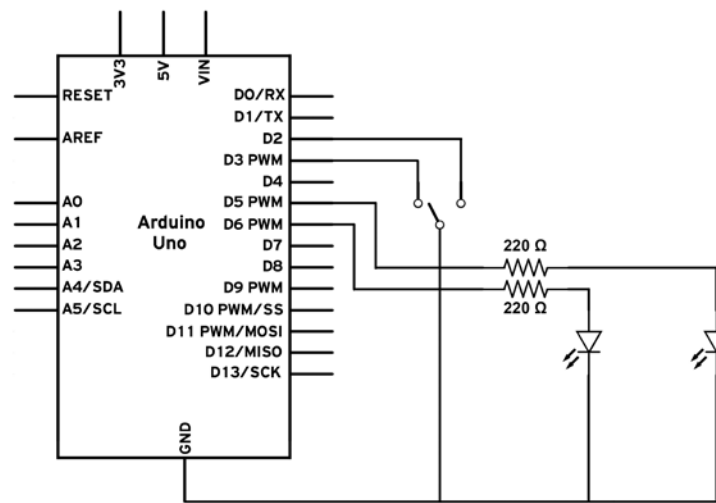 3V3
5V
VIN
RESET
AREF
A0
A1
A2
A3
A4/SDA
A5/SCL
Arduino
Uno
D0/RX
D1/TX
D2
D3 PWM
D4
D5 PWM
D6 PWM
D7
D8
D9 PWM
D10 PWM/SS
D11 PWM/MOSI
D12/MISO
D13/SCK
GND
220 Ω
220 Ω